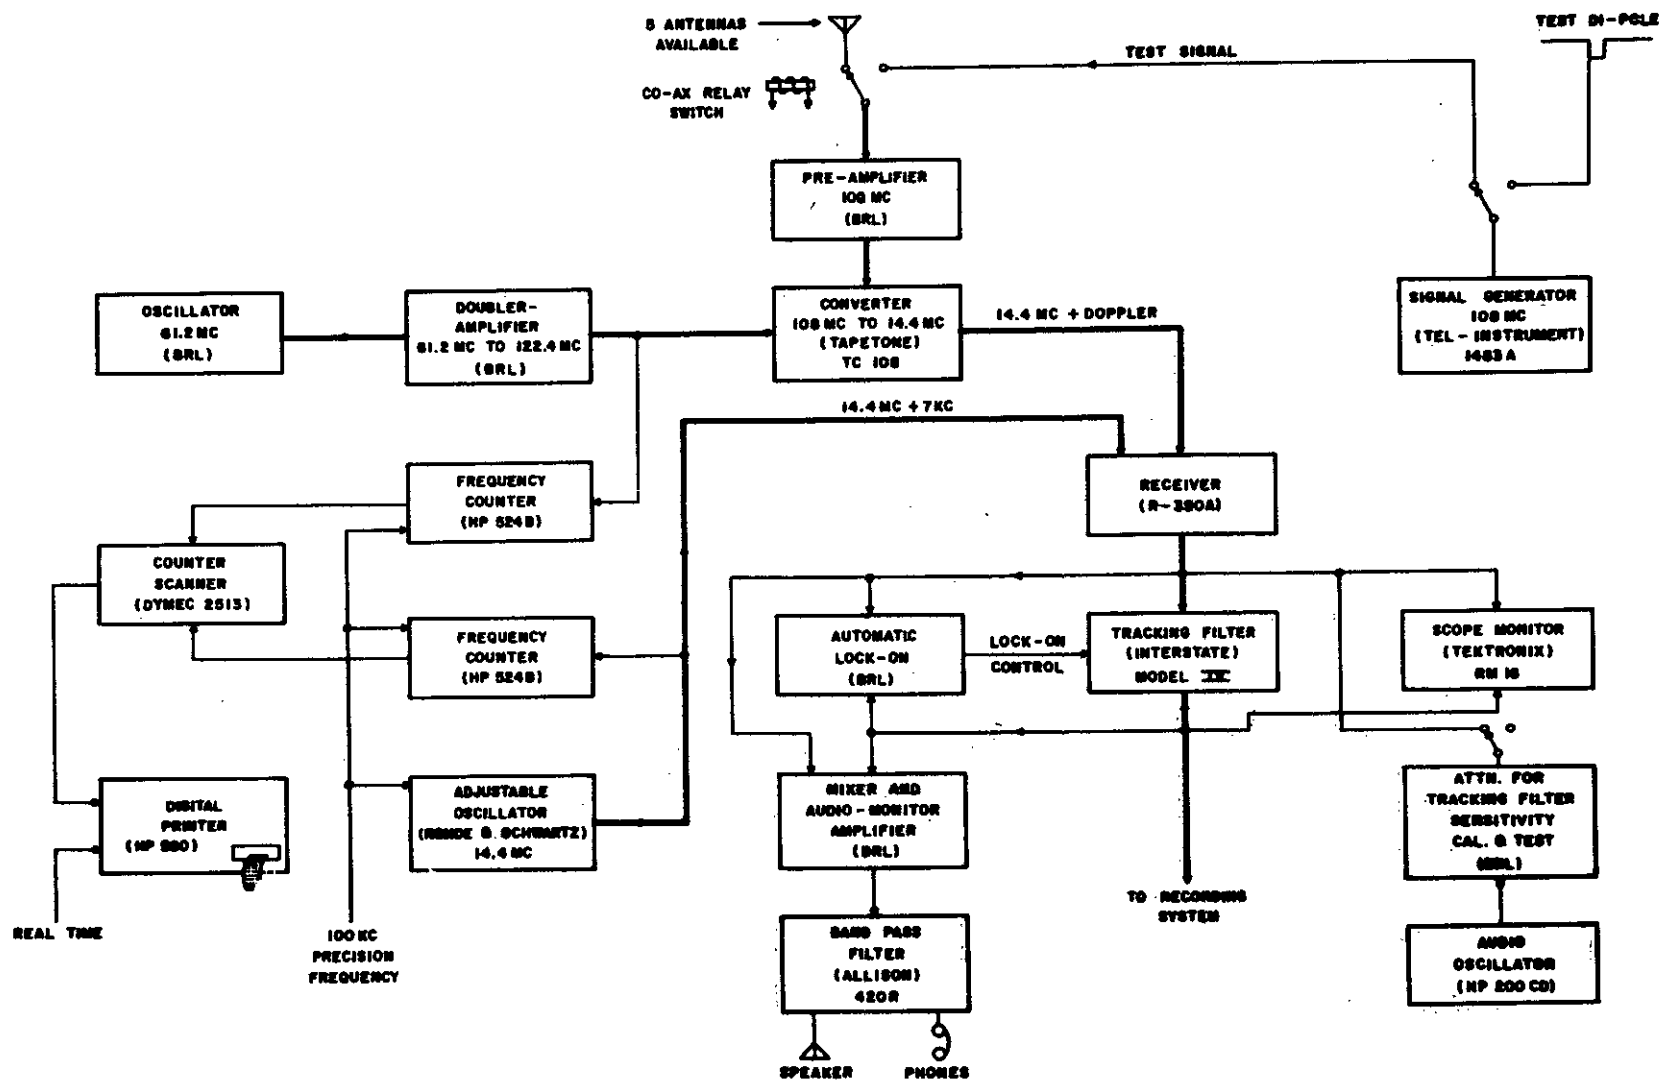 5 ANTENNAS
AVAILABLE
TEST DI-POLE
TEST SIGNAL
CO-AX RELAY
SWITCH
PRE-AMPLIFIER
108 MC
(BRL)
OSCILLATOR
61.2 MC
(BRL)
DOUBLER-
AMPLIFIER
61.2 MC TO 122.4 MC
(BRL)
CONVERTER
108 MC TO 14.4 MC
(TAPETONE)
TC 108
14.4 MC + DOPPLER
SIGNAL GENERATOR
108 MC
(TEL-INSTRUMENT)
1453 A
14.4 MC + 7KC
FREQUENCY
COUNTER
(HP 524B)
RECEIVER
(R-390A)
COUNTER
SCANNER
(DYMEC 2513)
FREQUENCY
COUNTER
(HP 524B)
AUTOMATIC
LOCK-ON
(BRL)
LOCK-ON
CONTROL
TRACKING FILTER
(INTERSTATE)
MODEL IV
SCOPE MONITOR
(TEKTRONIX)
RM 16
DIGITAL
PRINTER
(HP 560)
ADJUSTABLE
OSCILLATOR
(ROHDE & SCHWARTZ)
14.4 MC
MIXER AND
AUDIO-MONITOR
AMPLIFIER
(BRL)
ATTN. FOR
TRACKING FILTER
SENSITIVITY
CAL. & TEST
(BRL)
TO RECORDING
SYSTEM
REAL TIME
100 KC
PRECISION
FREQUENCY
BAND PASS
FILTER
(ALLISON)
420R
AUDIO
OSCILLATOR
(HP 200 CD)
SPEAKER
PHONES